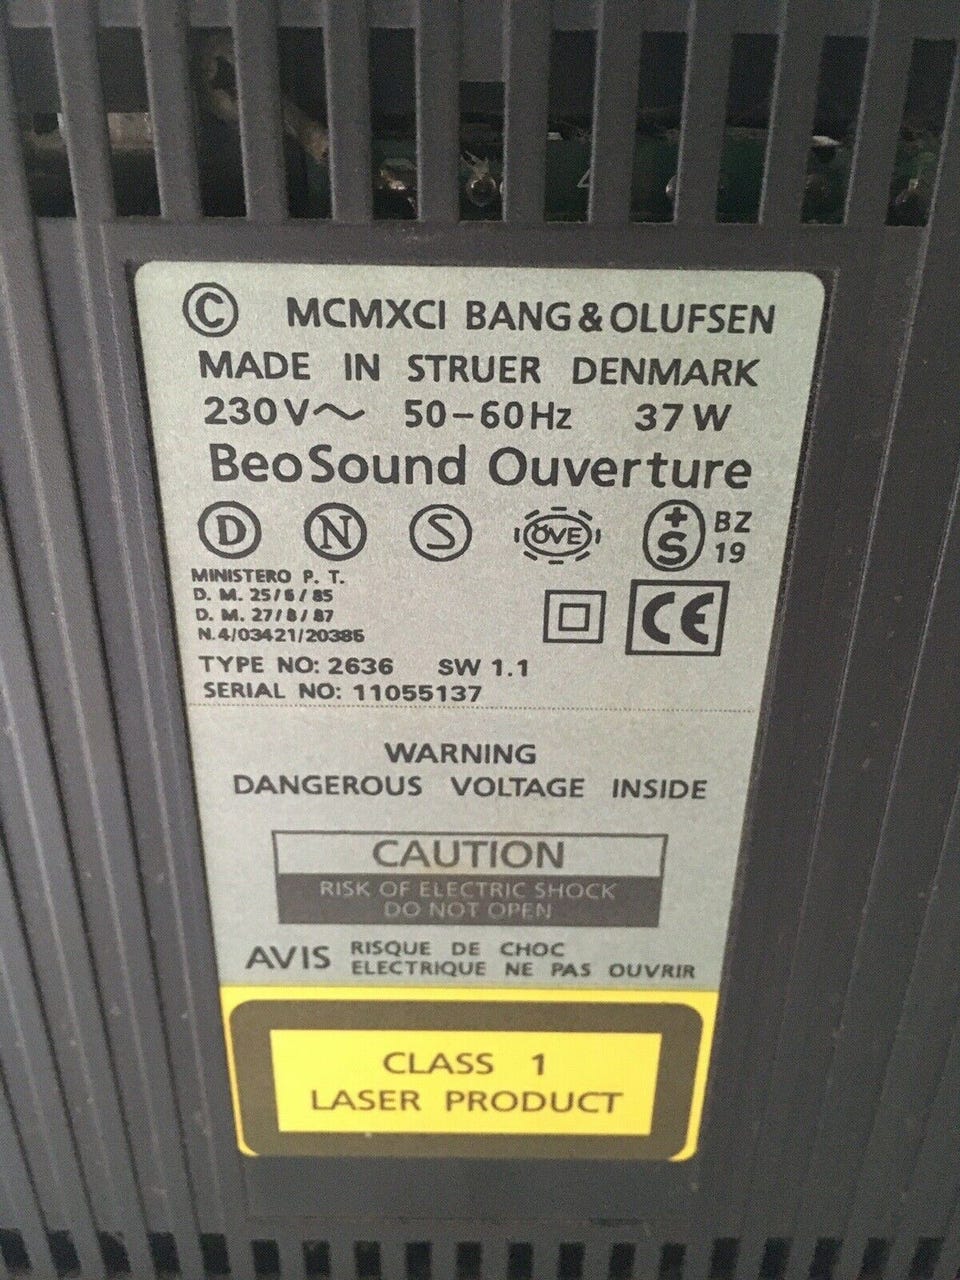 © MCMXCI BANG & OLUFSEN
MADE IN STRUER DENMARK
230V~ 50-60Hz 37W
BeoSound Ouverture
D N S ÖVE +S BZ 19
MINISTERO P. T.
D. M. 25/6/85
D. M. 27/8/87
N.4/03421/20385
CE
TYPE NO: 2636 SW 1.1
SERIAL NO: 11055137
WARNING
DANGEROUS VOLTAGE INSIDE
CAUTION
RISK OF ELECTRIC SHOCK
DO NOT OPEN
AVIS RISQUE DE CHOC
ELECTRIQUE NE PAS OUVRIR
CLASS 1
LASER PRODUCT